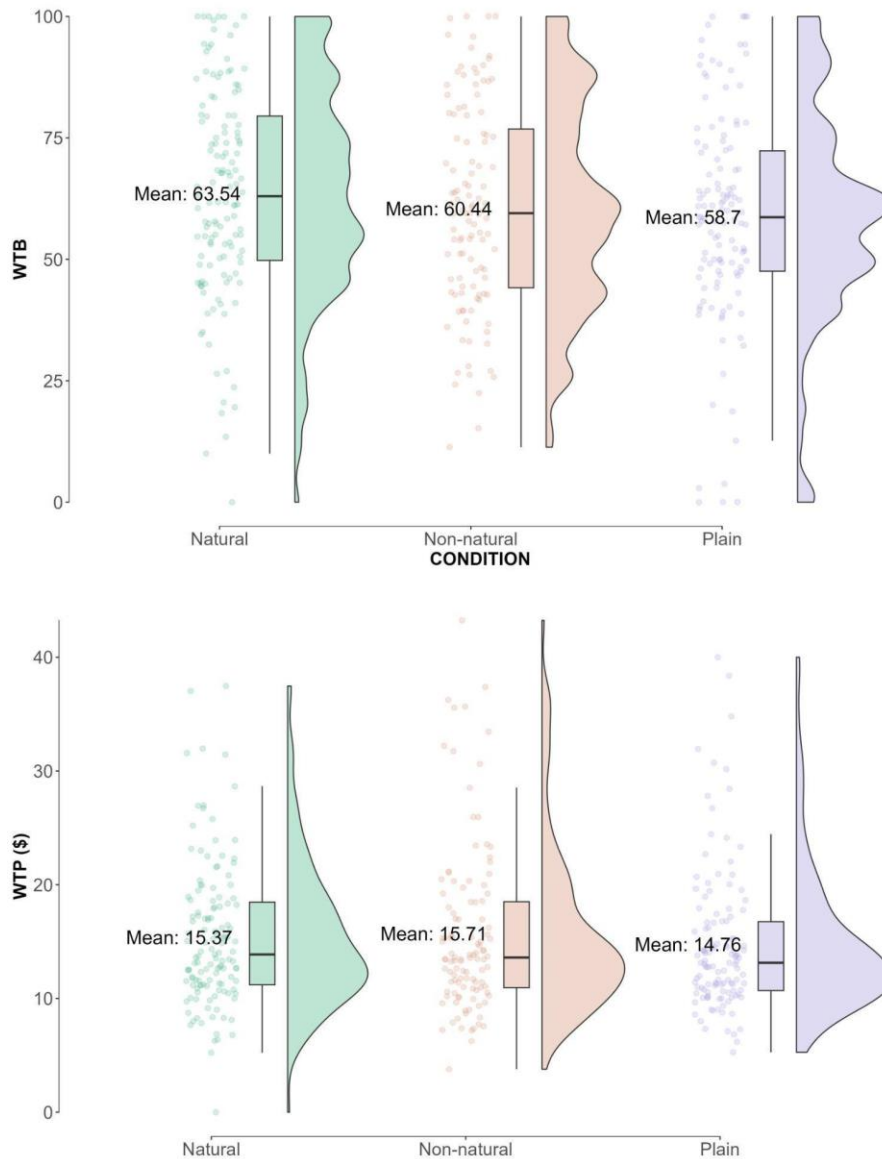 100
75
Mean: 63.54
Mean: 60.44
Mean: 58.7
WTB
50
25
0
Natural
Non-natural
Plain
CONDITION
40
30
WTP ($)
20
Mean: 15.37
Mean: 15.71
Mean: 14.76
10
0
Natural
Non-natural
Plain